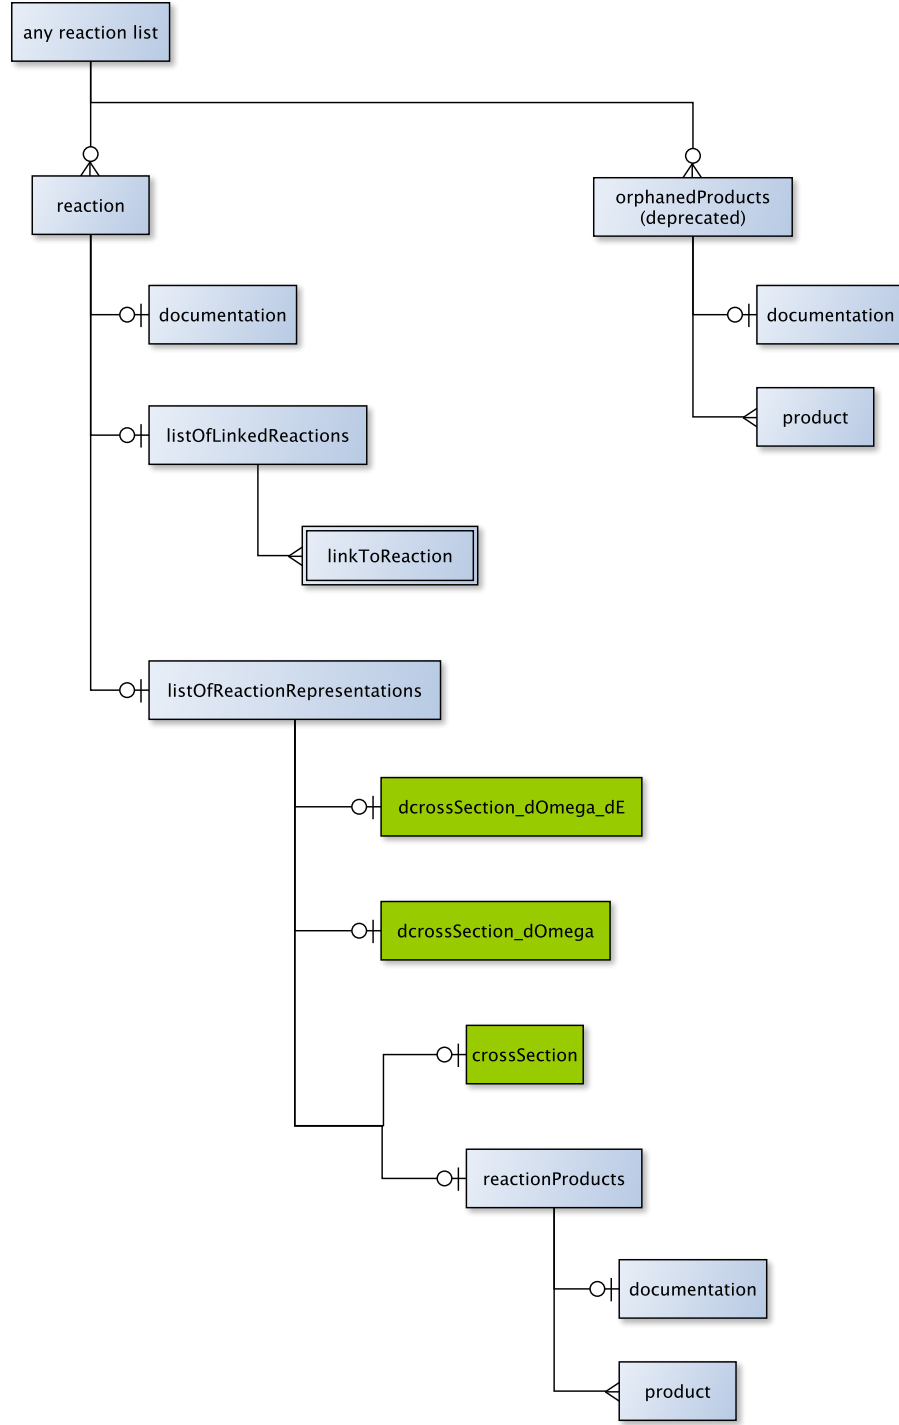 any reaction list
reaction
orphanedProducts
(deprecated)
documentation
documentation
product
listOfLinkedReactions
linkToReaction
listOfReactionRepresentations
dcrossSection_dOmega_dE
dcrossSection_dOmega
crossSection
reactionProducts
documentation
product